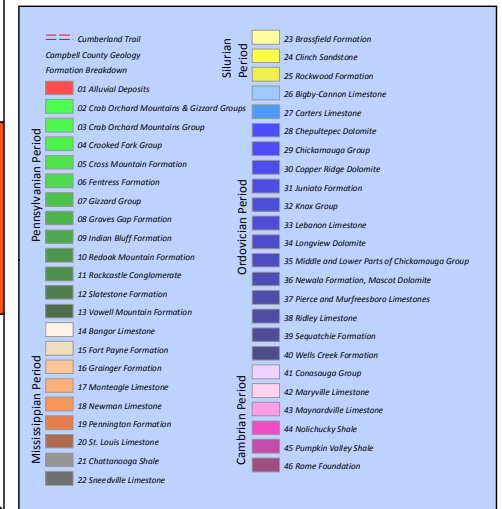 Cumberland Trail
Campbell County Geology
Formation Breakdown
Pennsylvanian Period
01 Alluvial Deposits
02 Crab Orchard Mountains & Gizzard Groups
03 Crab Orchard Mountains Group
04 Crooked Fork Group
05 Cross Mountain Formation
06 Fentress Formation
07 Gizzard Group
08 Graves Gap Formation
09 Indian Bluff Formation
10 Redoak Mountain Formation
11 Rockcastle Conglomerate
12 Slatestone Formation
13 Vowell Mountain Formation
Mississippian Period
14 Bangor Limestone
15 Fort Payne Formation
16 Grainger Formation
17 Monteagle Limestone
18 Newman Limestone
19 Pennington Formation
20 St. Louis Limestone
21 Chattanooga Shale
22 Sneedville Limestone
Silurian
Period
23 Brassfield Formation
24 Clinch Sandstone
25 Rockwood Formation
Ordovician Period
26 Bigby-Cannon Limestone
27 Carters Limestone
28 Chepultepec Dolomite
29 Chickamauga Group
30 Copper Ridge Dolomite
31 Juniata Formation
32 Knox Group
33 Lebanon Limestone
34 Longview Dolomite
35 Middle and Lower Parts of Chickamauga Group
36 Newala Formation, Mascot Dolomite
37 Pierce and Murfreesboro Limestones
38 Ridley Limestone
39 Sequatchie Formation
40 Wells Creek Formation
Cambrian Period
41 Conasauga Group
42 Maryville Limestone
43 Maynardville Limestone
44 Nolichucky Shale
45 Pumpkin Valley Shale
46 Rome Foundation